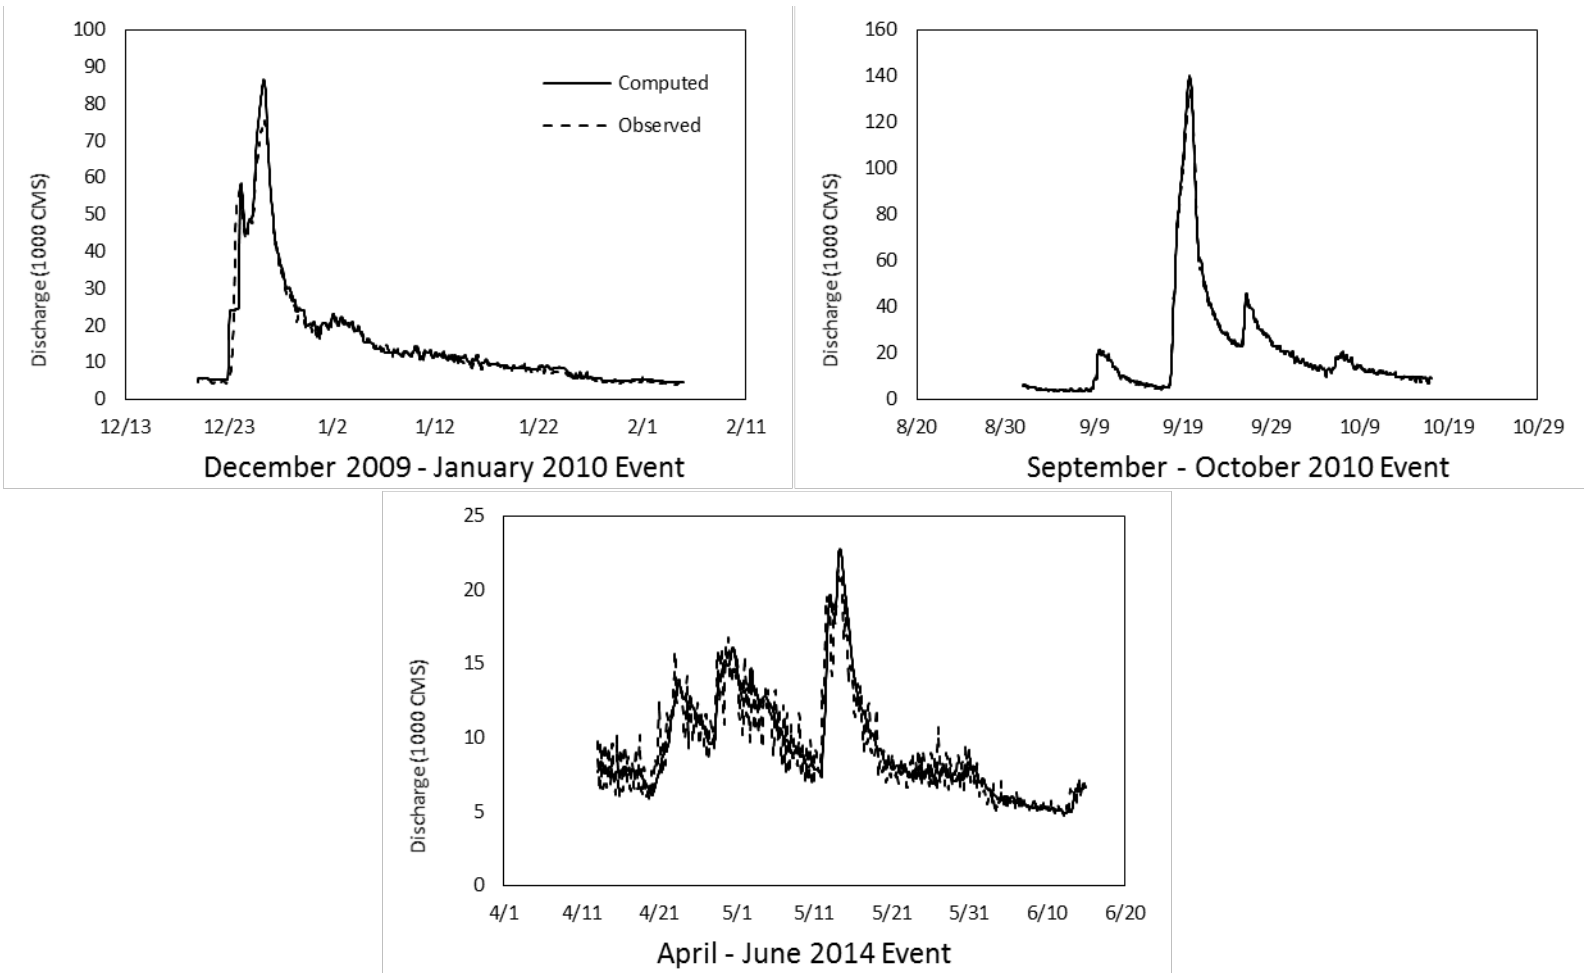 100
90
80
70
60
50
40
30
20
10
0
Discharge (1000 CMS)
Computed
Observed
12/13 12/23 1/2 1/12 1/22 2/1 2/11
December 2009 - January 2010 Event
160
140
120
100
80
60
40
20
0
Discharge (1000 CMS)
8/20 8/30 9/9 9/19 9/29 10/9 10/19 10/29
September - October 2010 Event
25
20
15
10
5
0
Discharge (1000 CMS)
4/1 4/11 4/21 5/1 5/11 5/21 5/31 6/10 6/20
April - June 2014 Event